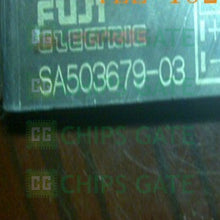 FUJI
ELECTRIC
SA503679-03
CHIPS GATE
CHIPS GATE